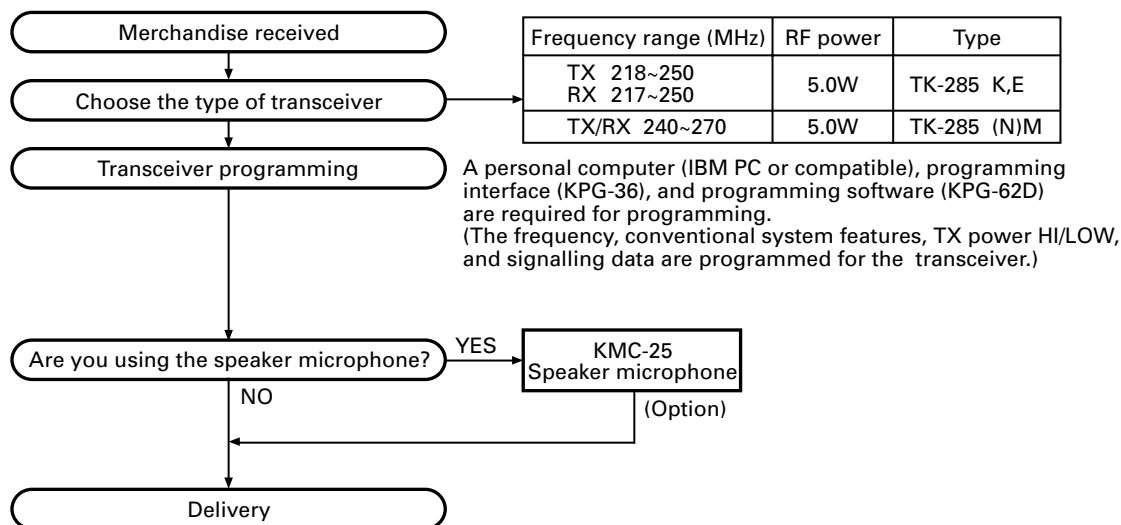 Merchandise received
Choose the type of transceiver
Frequency range (MHz) RF power Type
TX 218~250
RX 217~250
5.0W TK-285 K,E
TX/RX 240~270 5.0W TK-285 (N)M
Transceiver programming
A personal computer (IBM PC or compatible), programming
interface (KPG-36), and programming software (KPG-62D)
are required for programming.
(The frequency, conventional system features, TX power HI/LOW,
and signalling data are programmed for the transceiver.)
Are you using the speaker microphone?
YES
KMC-25
Speaker microphone
NO
(Option)
Delivery